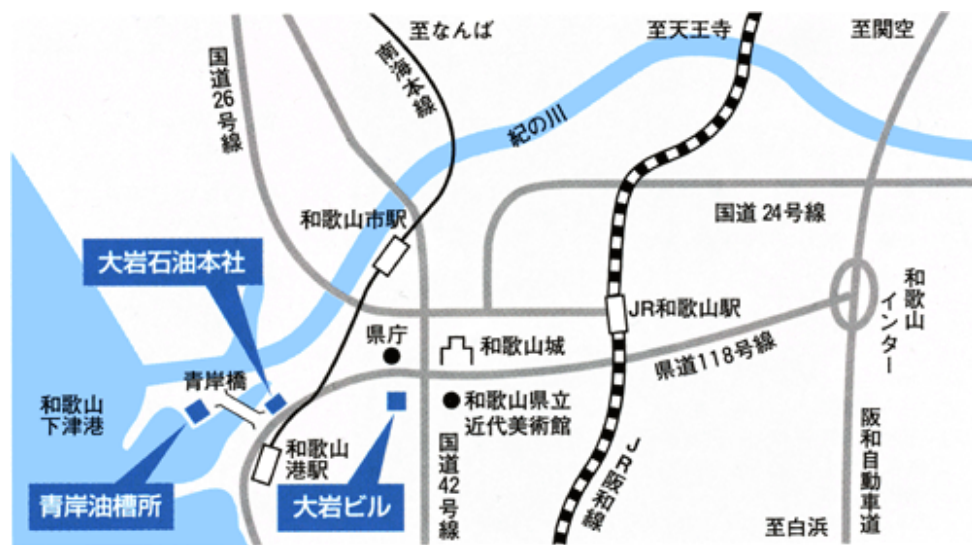 至なんば
至天王寺
至関空
国道26号線
南海本線
紀の川
国道24号線
和歌山市駅
大岩石油本社
和歌山
インター
JR和歌山駅
県庁
和歌山城
県道118号線
青岸橋
和歌山
下津港
和歌山県立
近代美術館
和歌山
港駅
国道42号線
JR阪和線
阪和自動車道
青岸油槽所
大岩ビル
至白浜